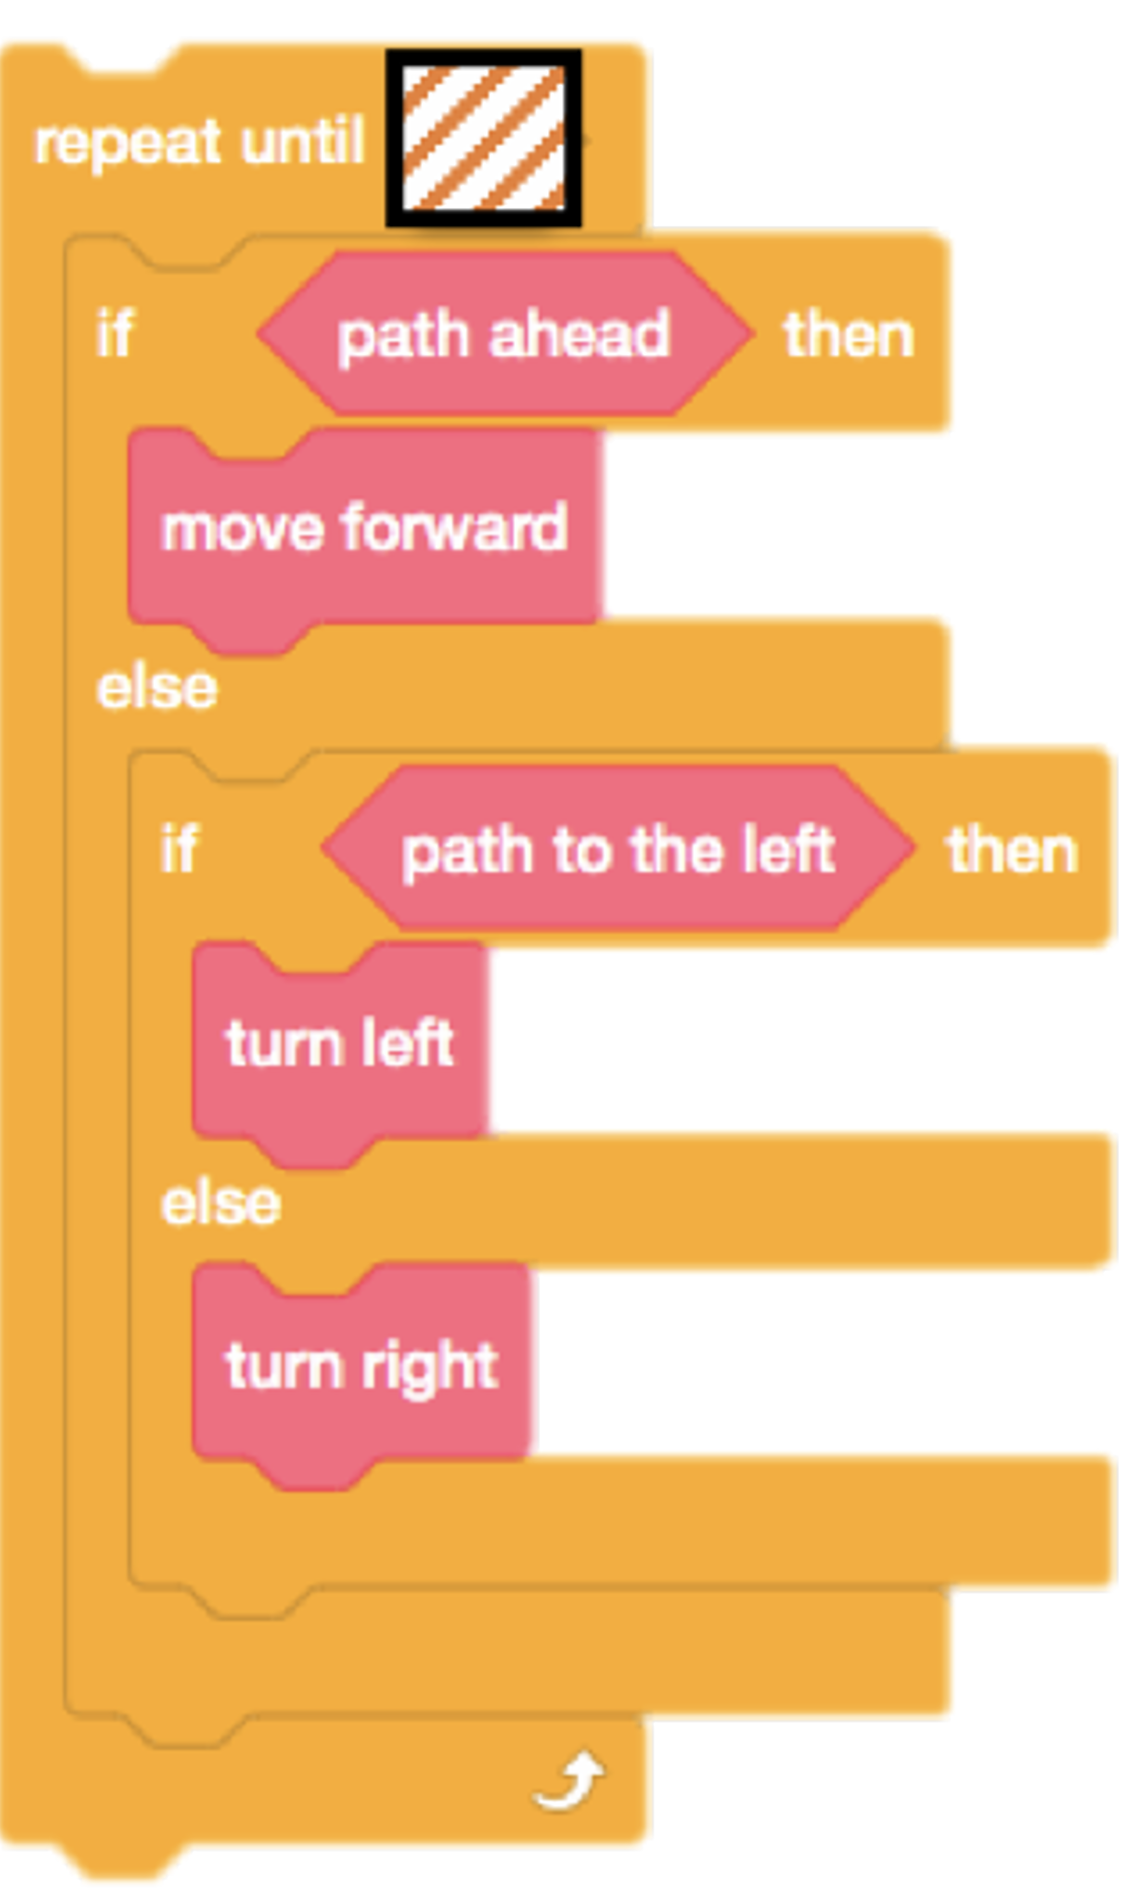 repeat until
if path ahead then
move forward
else
if path to the left then
turn left
else
turn right